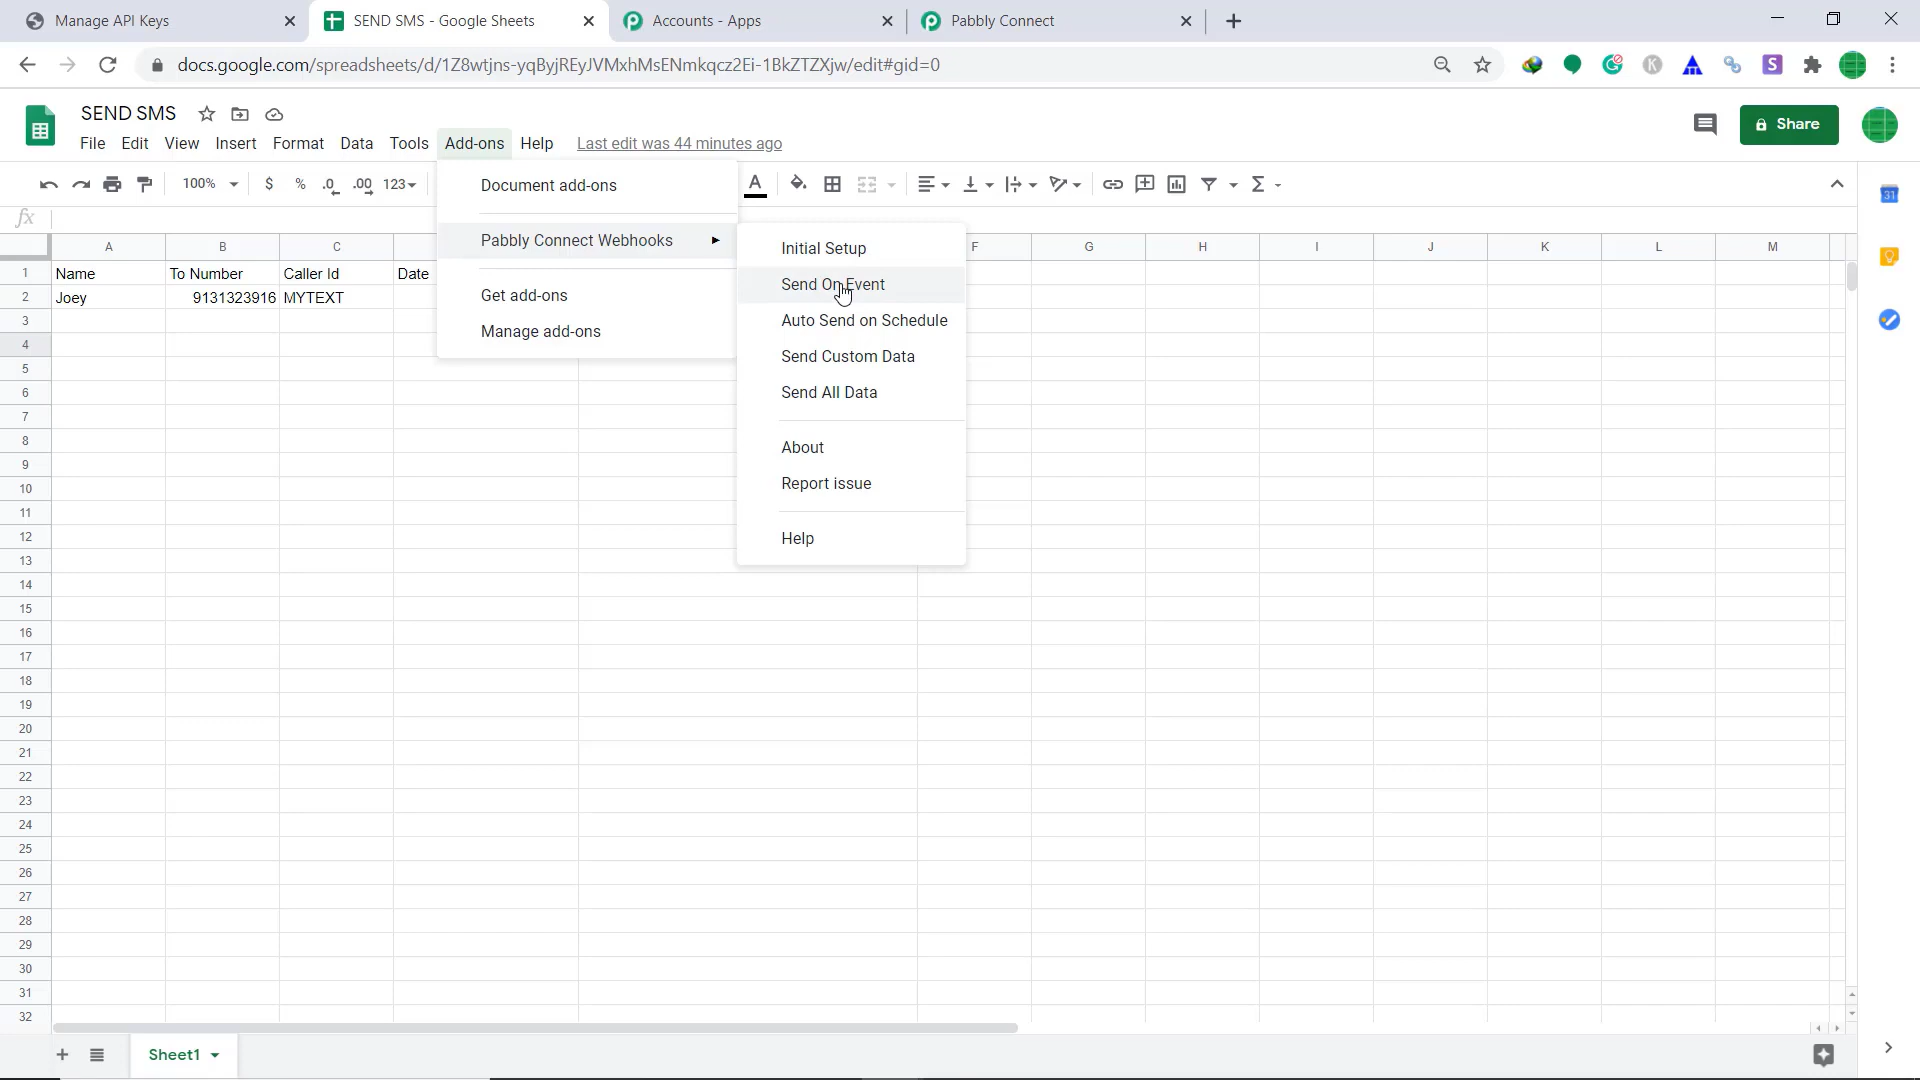 Manage API Keys
SEND SMS - Google Sheets
Accounts - Apps
Pabbly Connect
docs.google.com/spreadsheets/d/1Z8wtjns-yqByjREyJVMxhMsENmkqcz2Ei-1BkZTZXjw/edit#gid=0
SEND SMS
Share
File Edit View Insert Format Data Tools Add-ons Help Last edit was 44 minutes ago
100% $ % .0 .00 123 A Σ
fx
Document add-ons
Pabbly Connect Webhooks
Get add-ons
Manage add-ons
Initial Setup
Send On Event
Auto Send on Schedule
Send Custom Data
Send All Data
About
Report issue
Help
A B C F G H I J K L M
1 Name To Number Caller Id Date
2 Joey 9131323916 MYTEXT
3
4
5
6
7
8
9
10
11
12
13
14
15
16
17
18
19
20
21
22
23
24
25
26
27
28
29
30
31
32
31
Sheet1